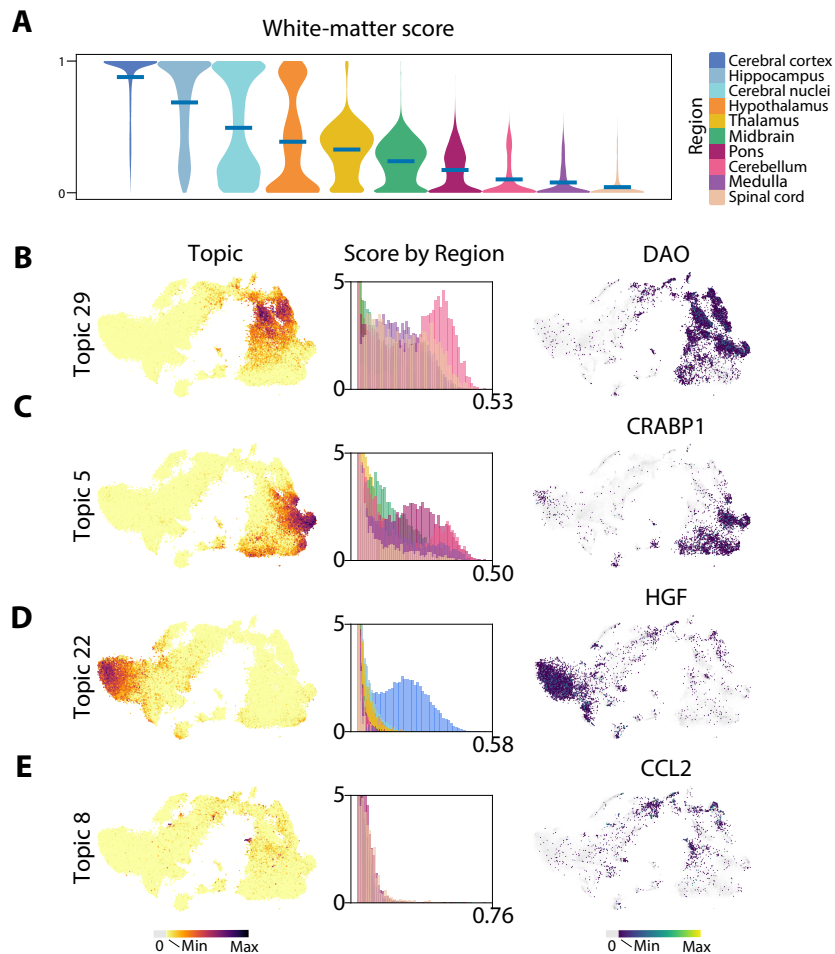 A
White-matter score
1
0
Region
Cerebral cortex
Hippocampus
Cerebral nuclei
Hypothalamus
Thalamus
Midbrain
Pons
Cerebellum
Medulla
Spinal cord
B
Topic
Score by Region
DAO
Topic 29
5
0
0.53
C
CRABP1
Topic 5
5
0
0.50
D
HGF
Topic 22
5
0
0.58
E
CCL2
Topic 8
5
0
0.76
0 Min Max
0 Min Max